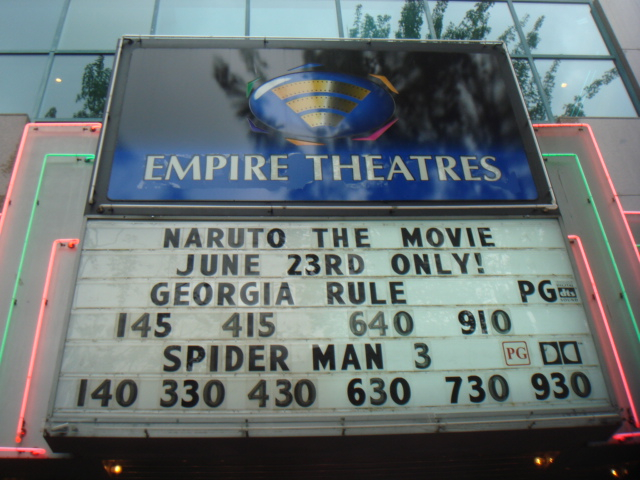 EMPIRE THEATRES
NARUTO THE MOVIE
JUNE 23RD ONLY!
GEORGIA RULE PG dts
145 415 640 910
SPIDER MAN 3 PG
140 330 430 630 730 930